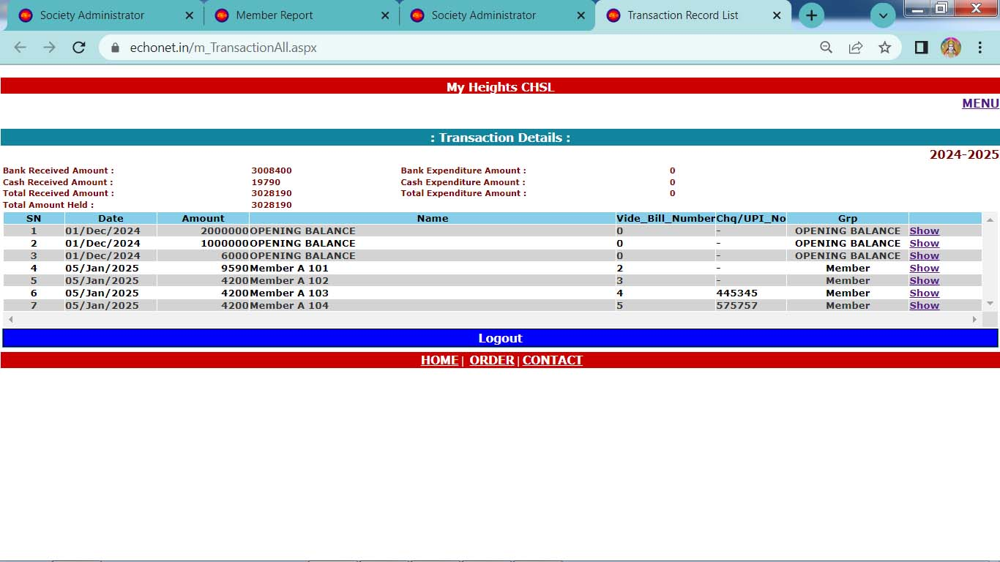 Society Administrator Member Report Society Administrator Transaction Record List
echonet.in/m_TransactionAll.aspx
My Heights CHSL
MENU
: Transaction Details :
2024-2025
Bank Received Amount : 3008400 Bank Expenditure Amount : 0
Cash Received Amount : 19790 Cash Expenditure Amount : 0
Total Received Amount : 3028190 Total Expenditure Amount : 0
Total Amount Held : 3028190
SN Date Amount Name Vide_Bill_Number Chq/UPI_No Grp
1 01/Dec/2024 2000000 OPENING BALANCE 0 - OPENING BALANCE Show
2 01/Dec/2024 1000000 OPENING BALANCE 0 - OPENING BALANCE Show
3 01/Dec/2024 6000 OPENING BALANCE 0 - OPENING BALANCE Show
4 05/Jan/2025 9590 Member A 101 2 - Member Show
5 05/Jan/2025 4200 Member A 102 3 - Member Show
6 05/Jan/2025 4200 Member A 103 4 445345 Member Show
7 05/Jan/2025 4200 Member A 104 5 575757 Member Show
Logout
HOME | ORDER | CONTACT